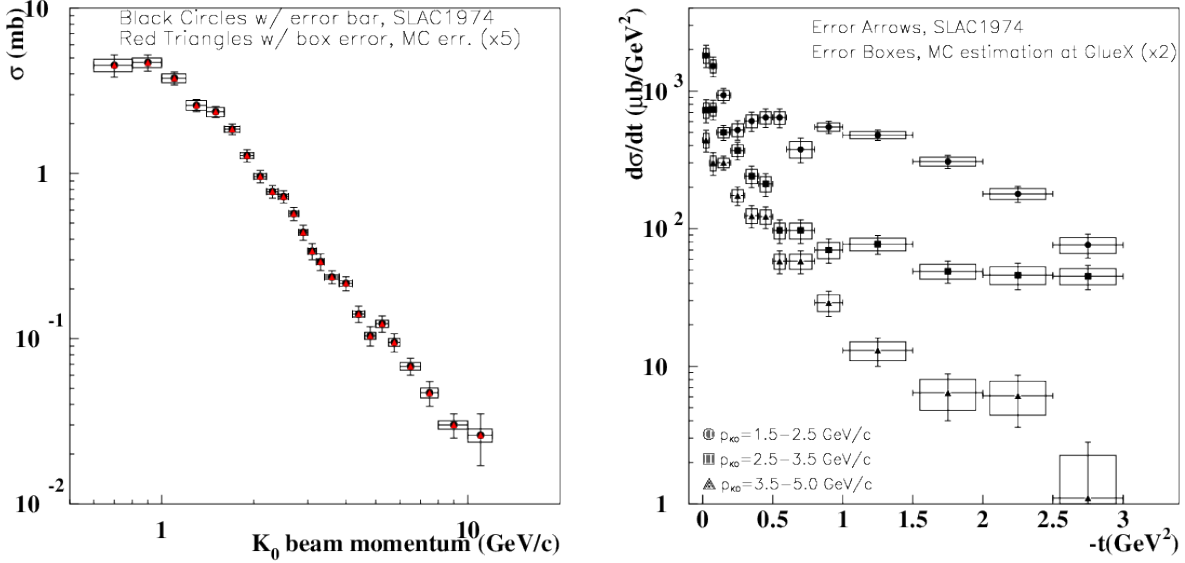 Black Circles w/ error bar, SLAC1974
Red Triangles w/ box error, MC err. (x5)
σ (mb)
10
1
10 -1
10 -2
1
10
K0 beam momentum (GeV/c)
Error Arrows, SLAC1974
Error Boxes, MC estimation at GlueX (x2)
dσ/dt (μb/GeV2)
10 3
10 2
10
1
pK0=1.5−2.5 GeV/c
pK0=2.5−3.5 GeV/c
pK0=3.5−5.0 GeV/c
0
0.5
1
1.5
2
2.5
3
-t(GeV2)